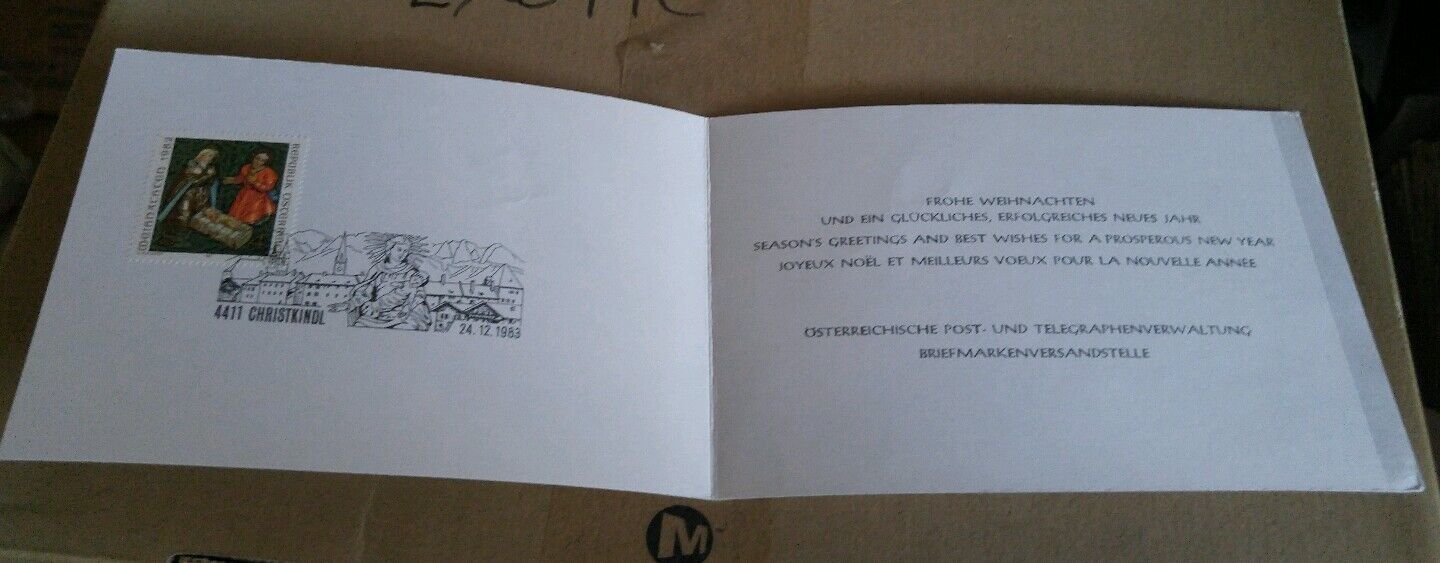 WEIHNACHTEN 1983
REPUBLIK ÖSTERREICH
4411 CHRISTKINDL
24.12.1983
FROHE WEIHNACHTEN
UND EIN GLÜCKLICHES, ERFOLGREICHES NEUES JAHR
SEASON'S GREETINGS AND BEST WISHES FOR A PROSPEROUS NEW YEAR
JOYEUX NOËL ET MEILLEURS VOEUX POUR LA NOUVELLE ANNÉE
ÖSTERREICHISCHE POST- UND TELEGRAPHENVERWALTUNG
BRIEFMARKENVERSANDSTELLE
M